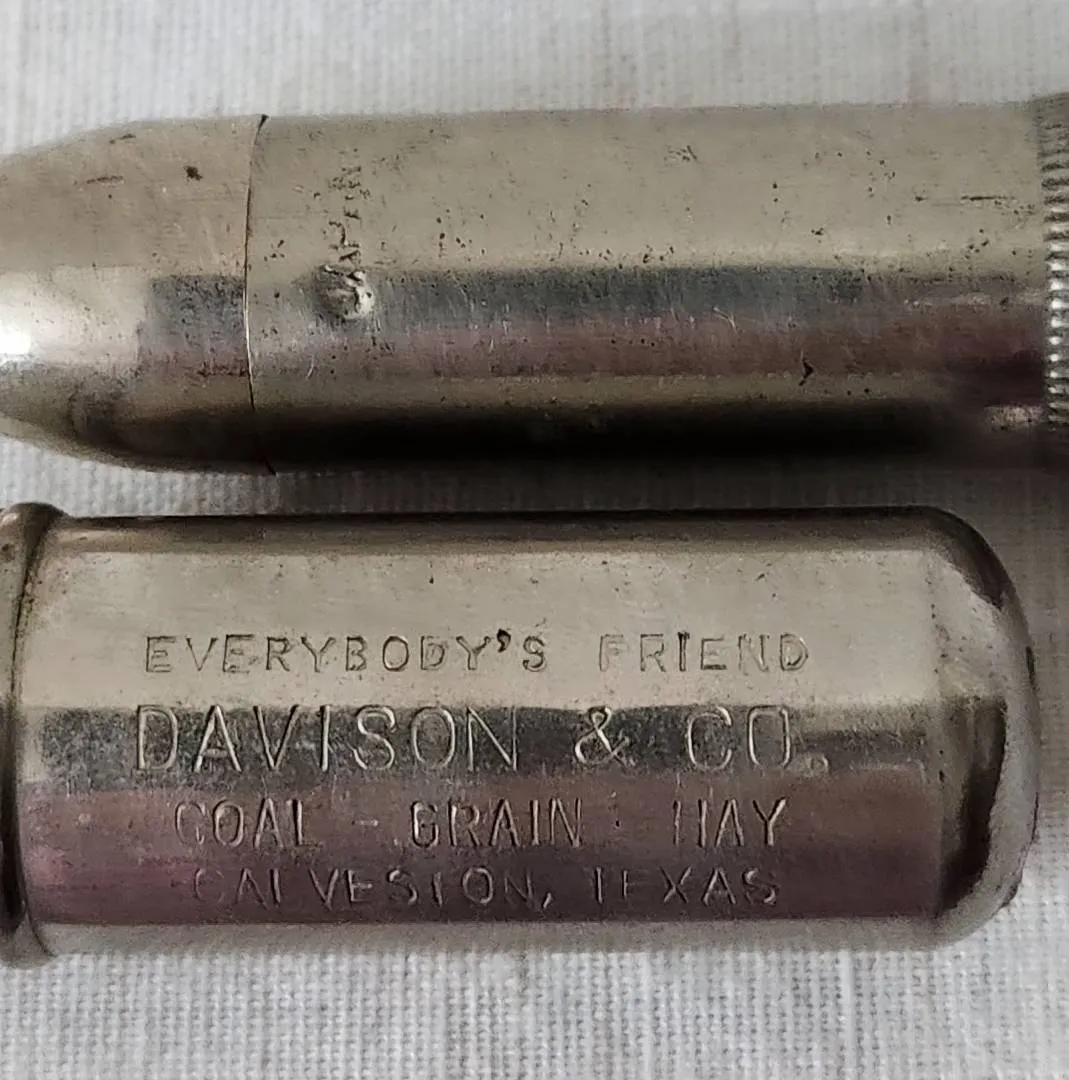 EVERYBODY'S FRIEND
DAVISON & CO.
COAL - GRAIN - HAY
GALVESTON, TEXAS